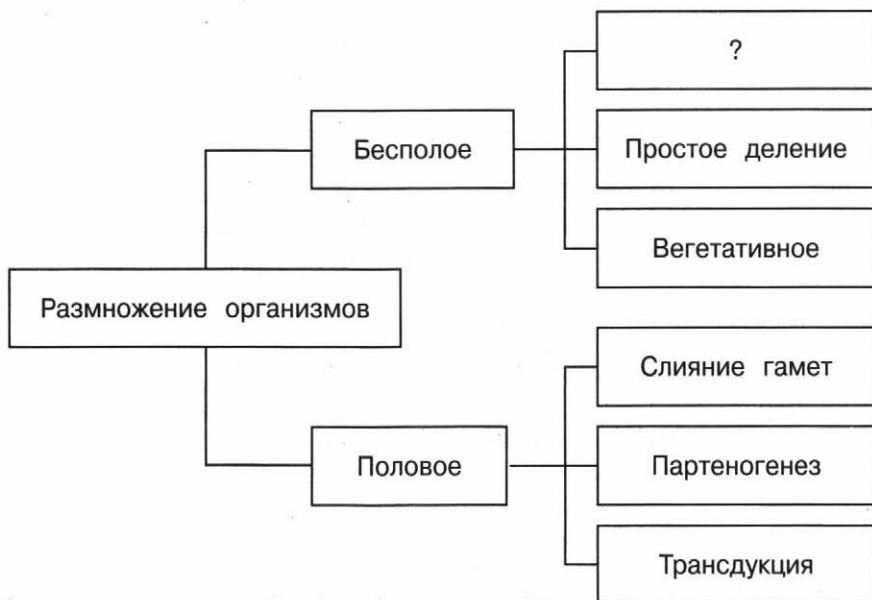 ?
Бесполое
Простое деление
Вегетативное
Размножение организмов
Слияние гамет
Половое
Партеногенез
Трансдукция